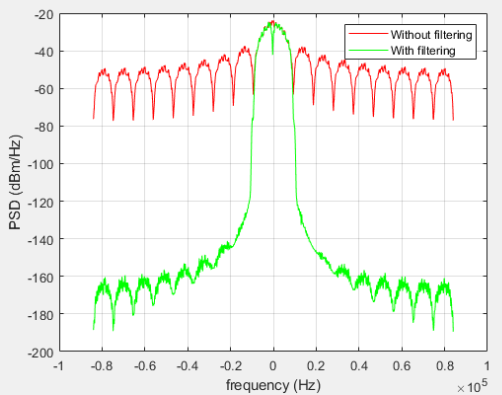 -20
-40
-60
-80
-100
-120
-140
-160
-180
-200
PSD (dBm/Hz)
Without filtering
With filtering
-1 -0.8 -0.6 -0.4 -0.2 0 0.2 0.4 0.6 0.8 1
frequency (Hz)
×10⁵